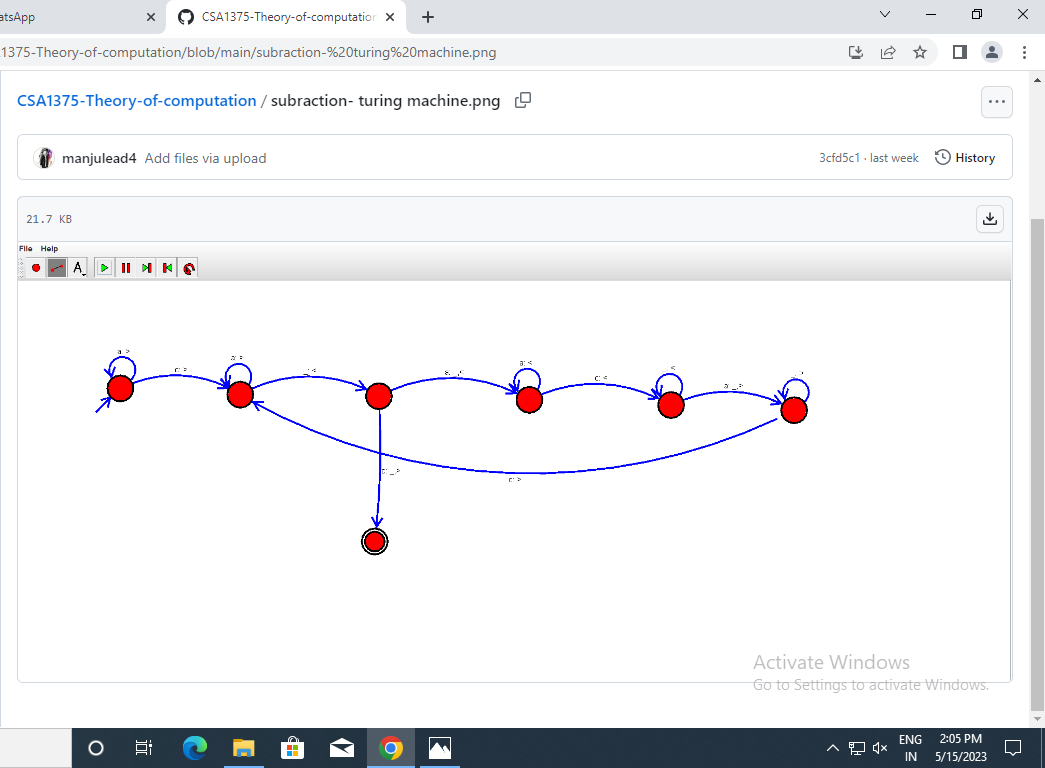 atsApp
CSA1375-Theory-of-computation
1375-Theory-of-computation/blob/main/subraction-%20turing%20machine.png
CSA1375-Theory-of-computation / subraction- turing machine.png
manjulead4 Add files via upload
3cfd5c1 · last week
History
21.7 KB
File Help
A
a: >
c: >
a: >
_: <
a: _,<
a: <
c: <
_: <
a: _,>
_: >
c: _,>
c: >
Activate Windows
Go to Settings to activate Windows.
ENG
IN
2:05 PM
5/15/2023